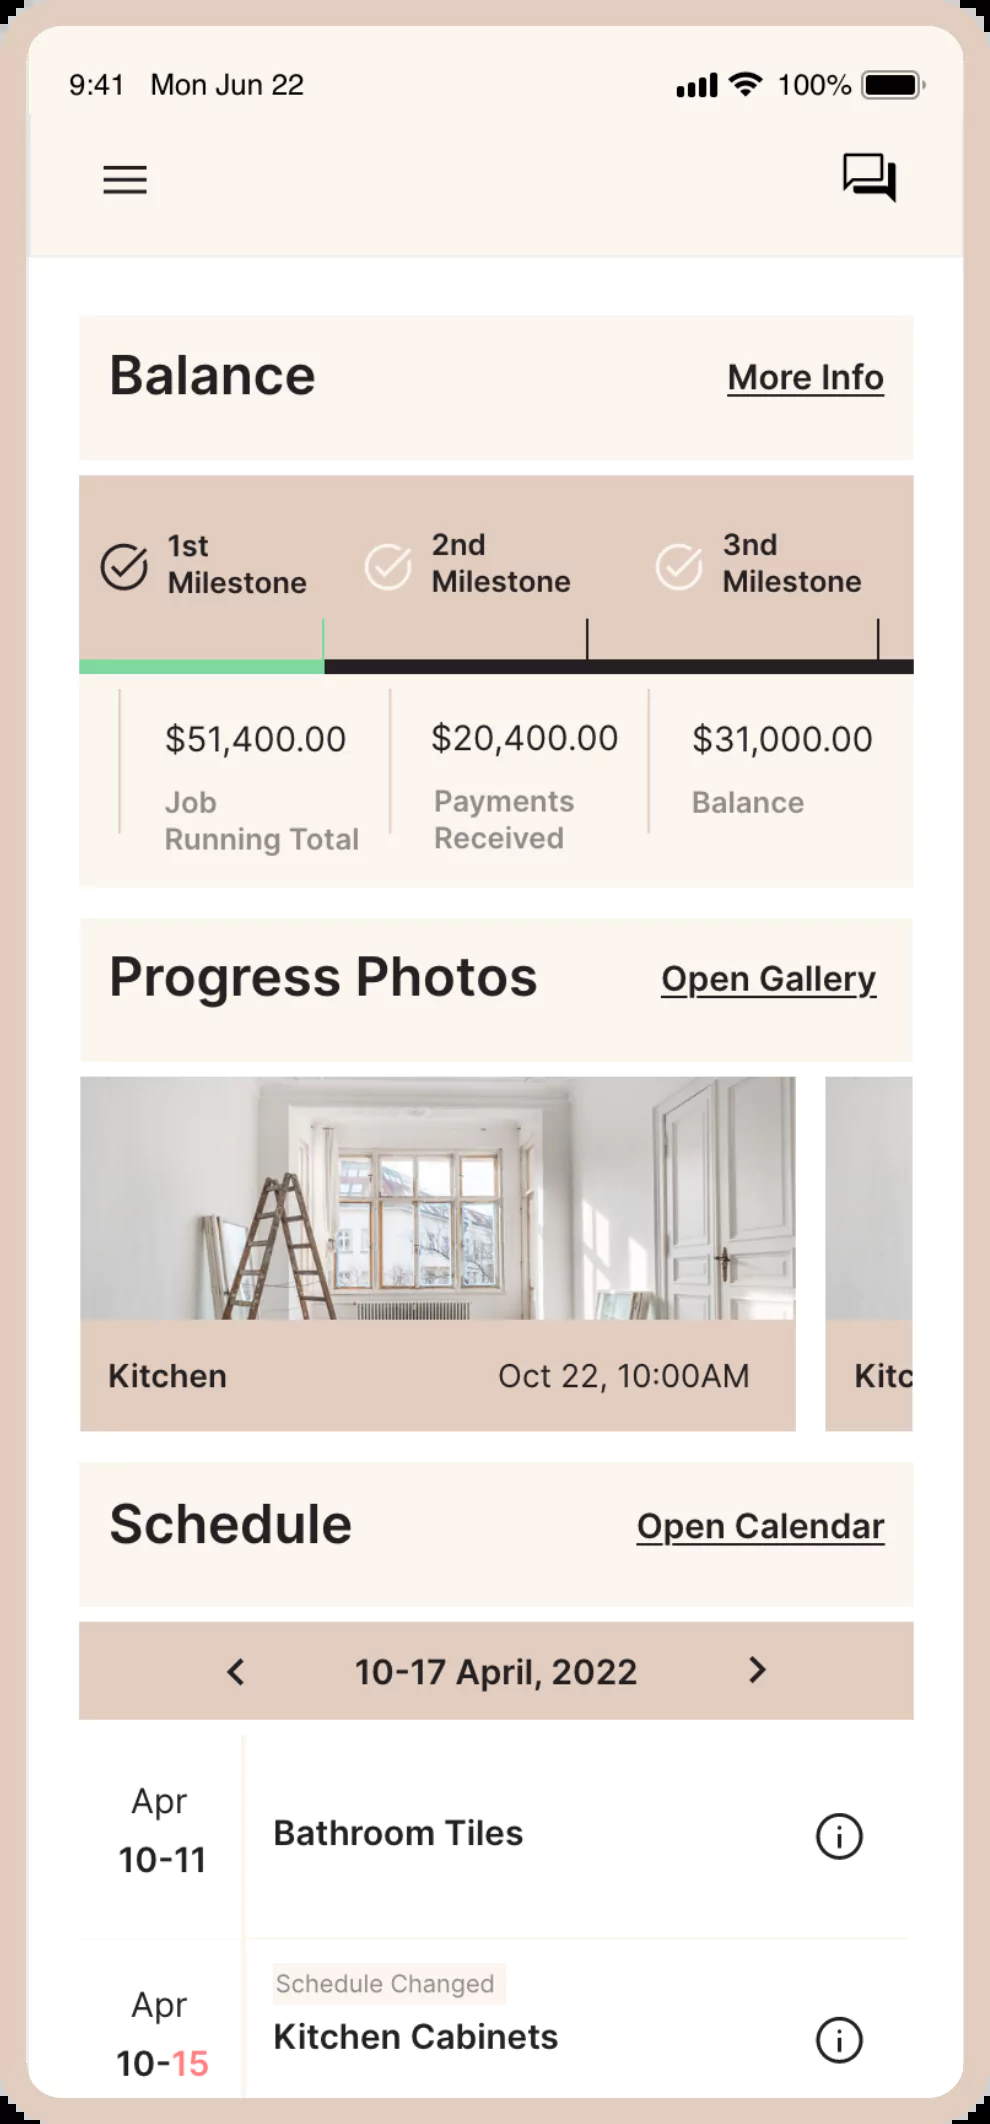 9:41 Mon Jun 22 100%
Balance More Info
1st Milestone
2nd Milestone
3nd Milestone
$51,400.00
Job
Running Total
$20,400.00
Payments
Received
$31,000.00
Balance
Progress Photos Open Gallery
Kitchen Oct 22, 10:00AM Kitc
Schedule Open Calendar
10-17 April, 2022
Apr
10-11
Bathroom Tiles
Apr
10-15
Schedule Changed
Kitchen Cabinets